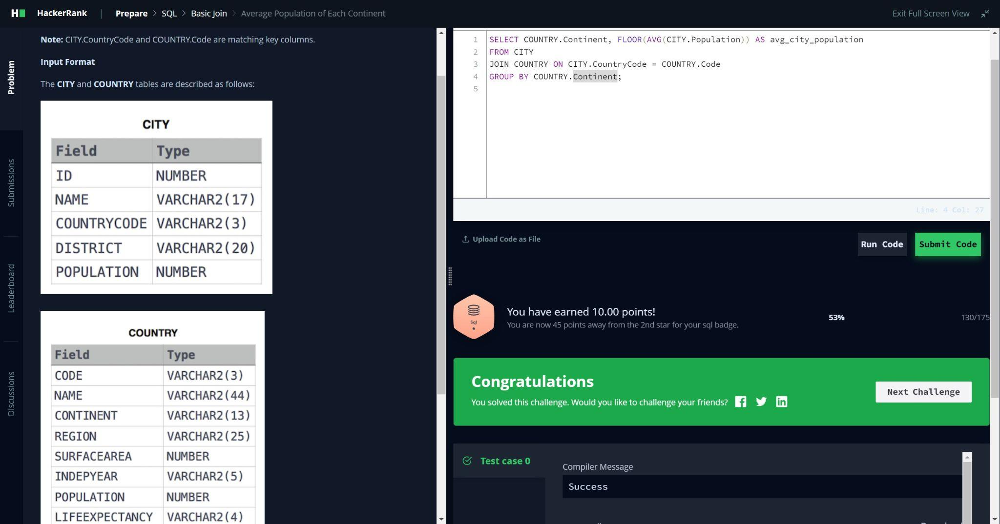 HackerRank | Prepare > SQL > Basic Join > Average Population of Each Continent
Exit Full Screen View
Problem
Submissions
Leaderboard
Discussions
Note: CITY.CountryCode and COUNTRY.Code are matching key columns.
Input Format
The CITY and COUNTRY tables are described as follows:
CITY
Field Type
ID NUMBER
NAME VARCHAR2(17)
COUNTRYCODE VARCHAR2(3)
DISTRICT VARCHAR2(20)
POPULATION NUMBER
COUNTRY
Field Type
CODE VARCHAR2(3)
NAME VARCHAR2(44)
CONTINENT VARCHAR2(13)
REGION VARCHAR2(25)
SURFACEAREA NUMBER
INDEPYEAR VARCHAR2(5)
POPULATION NUMBER
LIFEEXPECTANCY VARCHAR2(4)
1 SELECT COUNTRY.Continent, FLOOR(AVG(CITY.Population)) AS avg_city_population
2 FROM CITY
3 JOIN COUNTRY ON CITY.CountryCode = COUNTRY.Code
4 GROUP BY COUNTRY.Continent;
5
Line: 4 Col: 27
Upload Code as File
Run Code
Submit Code
Sql
You have earned 10.00 points!
You are now 45 points away from the 2nd star for your sql badge.
53%
130/175
Congratulations
You solved this challenge. Would you like to challenge your friends?
Next Challenge
Test case 0
Compiler Message
Success